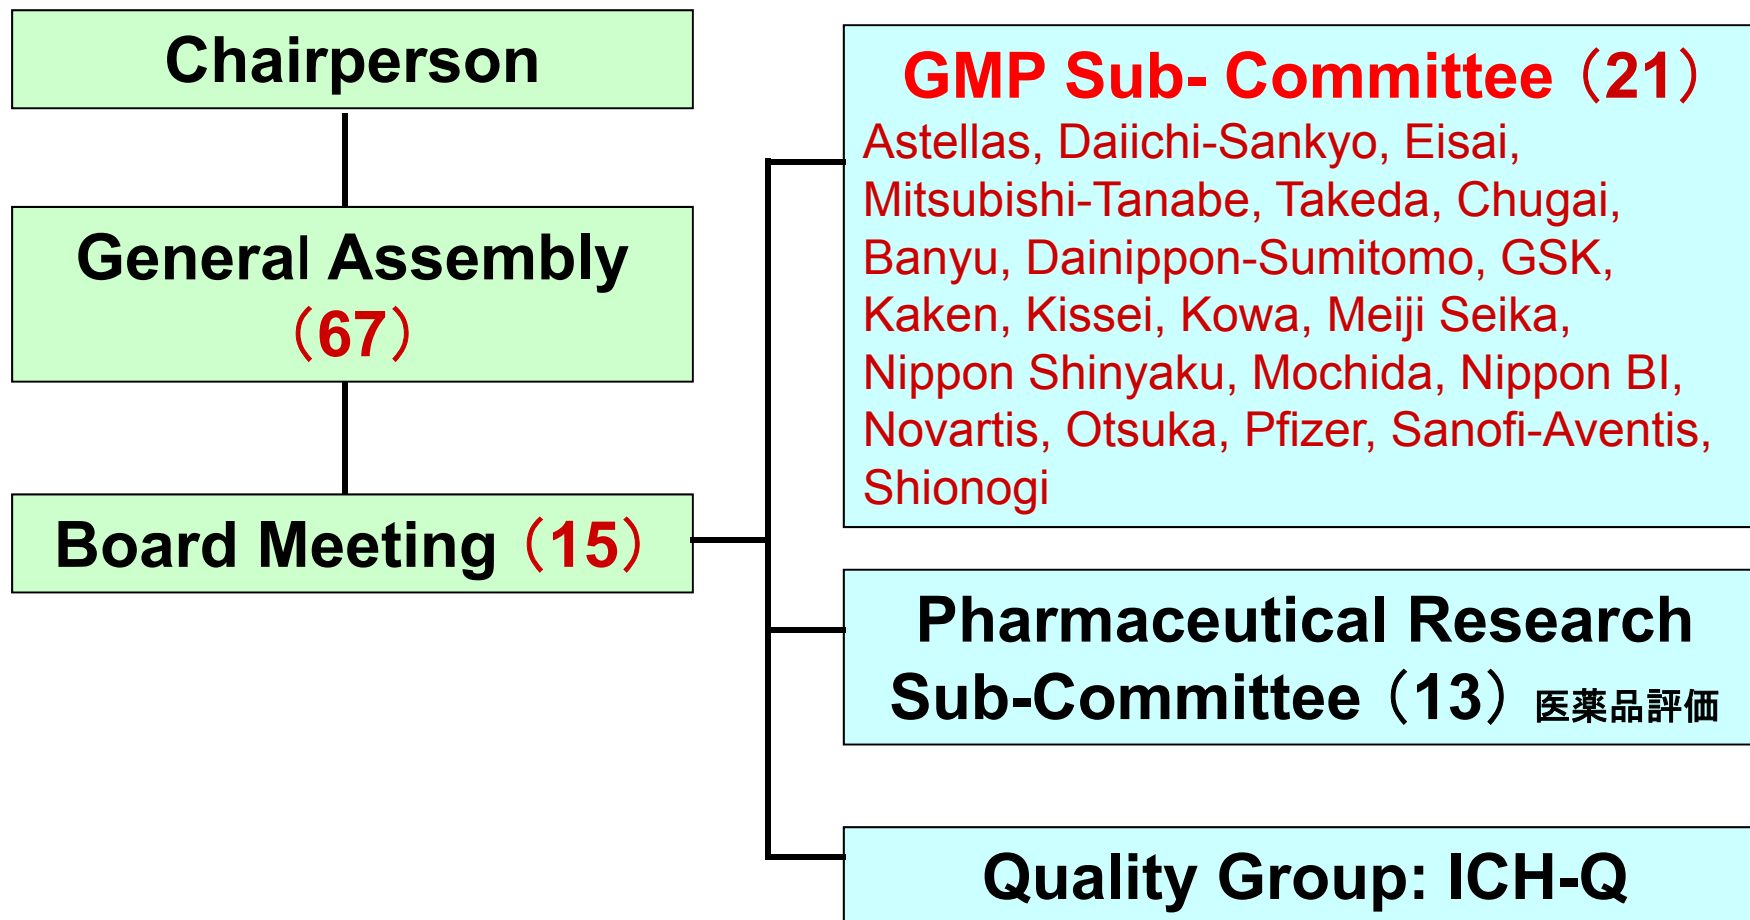 Chairperson
General Assembly
（67）
Board Meeting（15）
GMP Sub- Committee（21）
Astellas, Daiichi-Sankyo, Eisai,
Mitsubishi-Tanabe, Takeda, Chugai,
Banyu, Dainippon-Sumitomo, GSK,
Kaken, Kissei, Kowa, Meiji Seika,
Nippon Shinyaku, Mochida, Nippon BI,
Novartis, Otsuka, Pfizer, Sanofi-Aventis,
Shionogi
Pharmaceutical Research
Sub-Committee（13）医薬品評価
Quality Group: ICH-Q